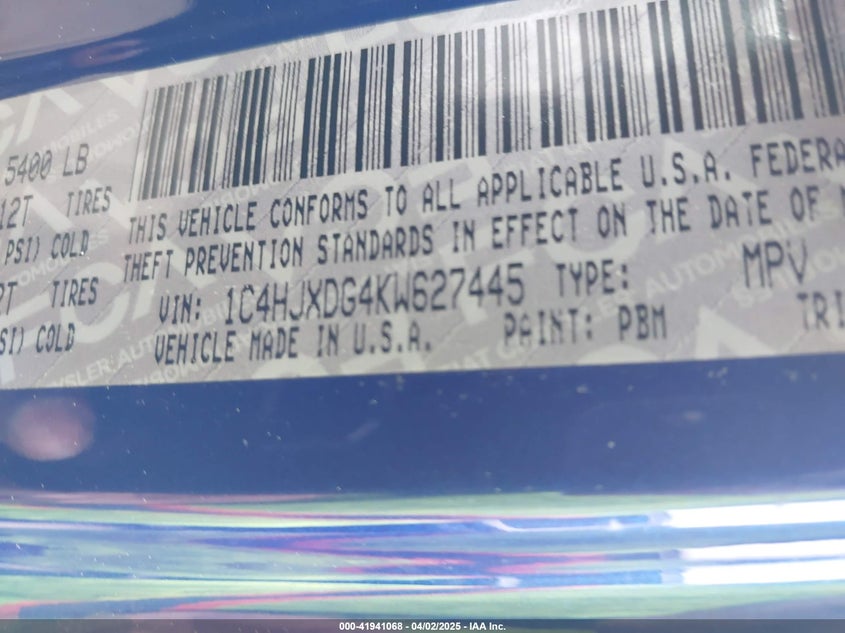 5400 LB
12T TIRES
PSI) COLD
TIRES
SI) COLD
THIS VEHICLE CONFORMS TO ALL APPLICABLE U.S.A. FEDERA
THEFT PREVENTION STANDARDS IN EFFECT ON THE DATE OF
VIN: 1C4HJXDG4KW627445 TYPE: MPV
VEHICLE MADE IN U.S.A. PAINT: PBM TRI
000-41941068 - 04/02/2025 - IAA Inc.